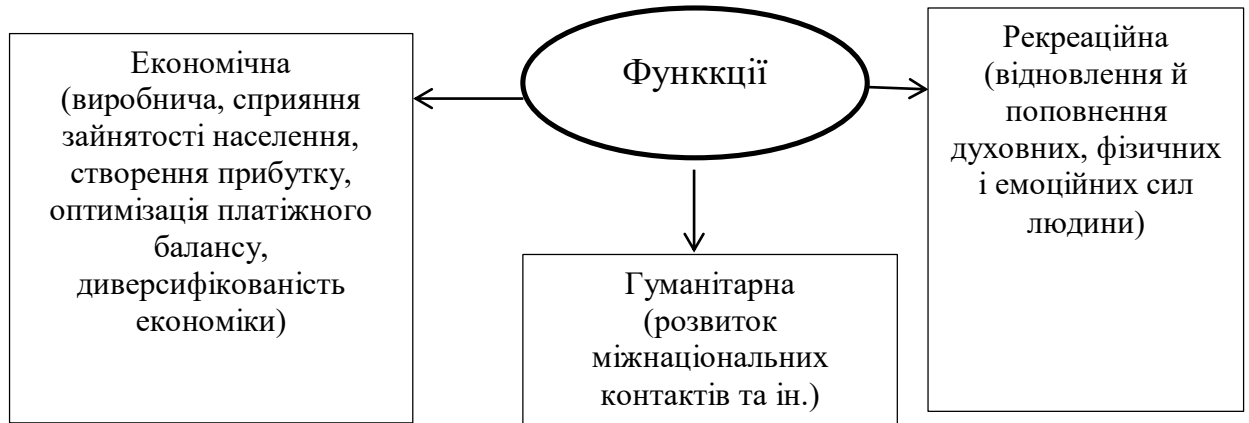 Функкції
Економічна
(виробнича, сприяння
зайнятості населення,
створення прибутку,
оптимізація платіжного
балансу,
диверсифікованість
економіки)
Гуманітарна
(розвиток
міжнаціональних
контактів та ін.)
Рекреаційна
(відновлення й
поповнення
духовних, фізичних
і емоційних сил
людини)